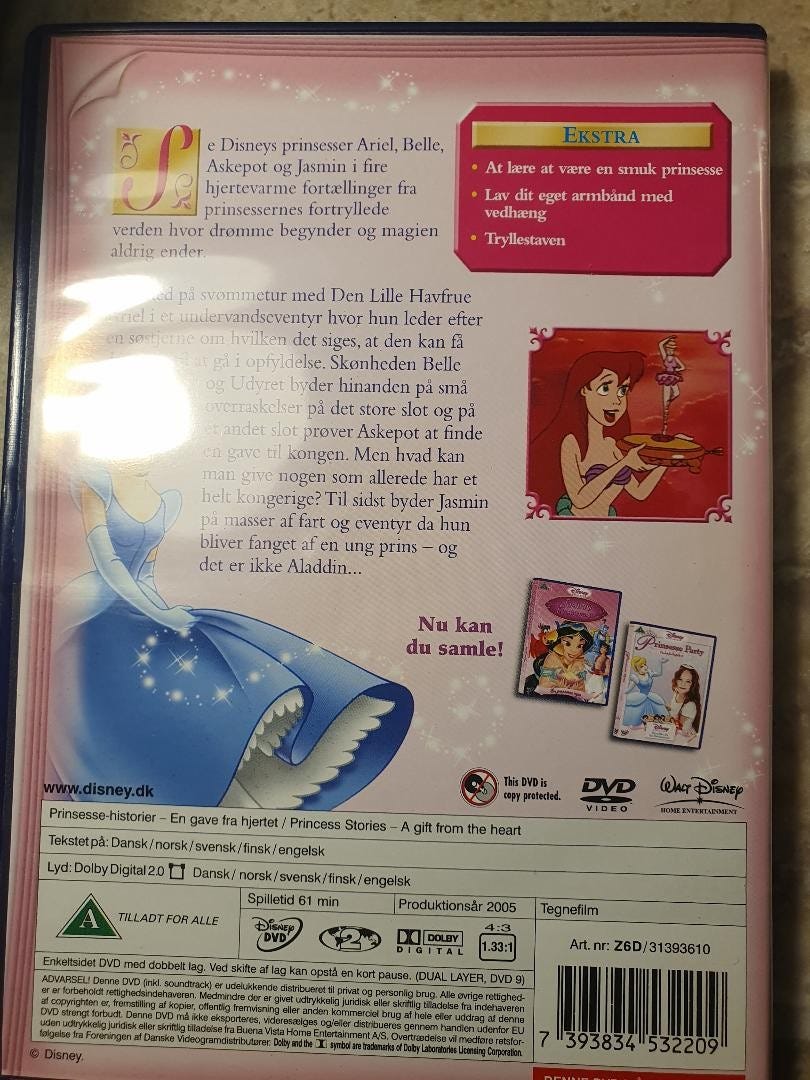 Se Disneys prinsesser Ariel, Belle,
Askepot og Jasmin i fire
hjertevarme fortællinger fra
prinsessernes fortryllede
verden hvor drømme begynder og magien
aldrig ender.
EKSTRA
• At lære at være en smuk prinsesse
• Lav dit eget armbånd med
vedhæng
• Tryllestaven
på svømmetur med Den Lille Havfrue
Ariel i et undervandseventyr hvor hun leder efter
en søstjerne om hvilken det siges, at den kan få
at gå i opfyldelse. Skønheden Belle
og Udyret byder hinanden på små
overraskelser på det store slot og på
et andet slot prøver Askepot at finde
en gave til kongen. Men hvad kan
man give nogen som allerede har et
helt kongerige? Til sidst byder Jasmin
på masser af fart og eventyr da hun
bliver fanget af en ung prins – og
det er ikke Aladdin...
Nu kan
du samle!
Disney
Disney
Prinsesse Party
Disney
www.disney.dk
This DVD is
copy protected.
DVD
VIDEO
WALT DISNEY
HOME ENTERTAINMENT
Prinsesse-historier – En gave fra hjertet / Princess Stories – A gift from the heart
Tekstet på: Dansk / norsk / svensk / finsk / engelsk
Lyd: Dolby Digital 2.0 Dansk / norsk / svensk / finsk / engelsk
A TILLADT FOR ALLE
Spilletid 61 min
Produktionsår 2005
Tegnefilm
DISNEY
DVD
2
DOLBY
DIGITAL
4:3
1.33:1
Art. nr: Z6D/31393610
Enkeltsidet DVD med dobbelt lag. Ved skifte af lag kan opstå en kort pause. (DUAL LAYER, DVD 9)
ADVARSEL! Denne DVD (inkl. soundtrack) er udelukkende distribueret til privat og personlig brug. Alle øvrige rettighed-
er er forbeholdt rettighedsindehaveren. Medmindre der er givet udtrykkelig juridisk eller skriftlig tilladelse fra indehaveren
af copyrighten er, fremstilling af kopier, offentlig fremvisning eller anden kommerciel brug af hele eller uddrag af denne
DVD strengt forbudt. Denne DVD må ikke eksporteres, videresælges og/eller distribueres gennem handlen udenfor EU
uden udtrykkelig juridisk eller skriftlig tilladelse fra Buena Vista Home Entertainment A/S. Overtrædelse vil medføre retsfor-
følgelse fra Foreningen af Danske Videogramdistributører. Dolby and the symbol are trademarks of Dolby Laboratories Licensing Corporation.
7 393834 532209
© Disney.